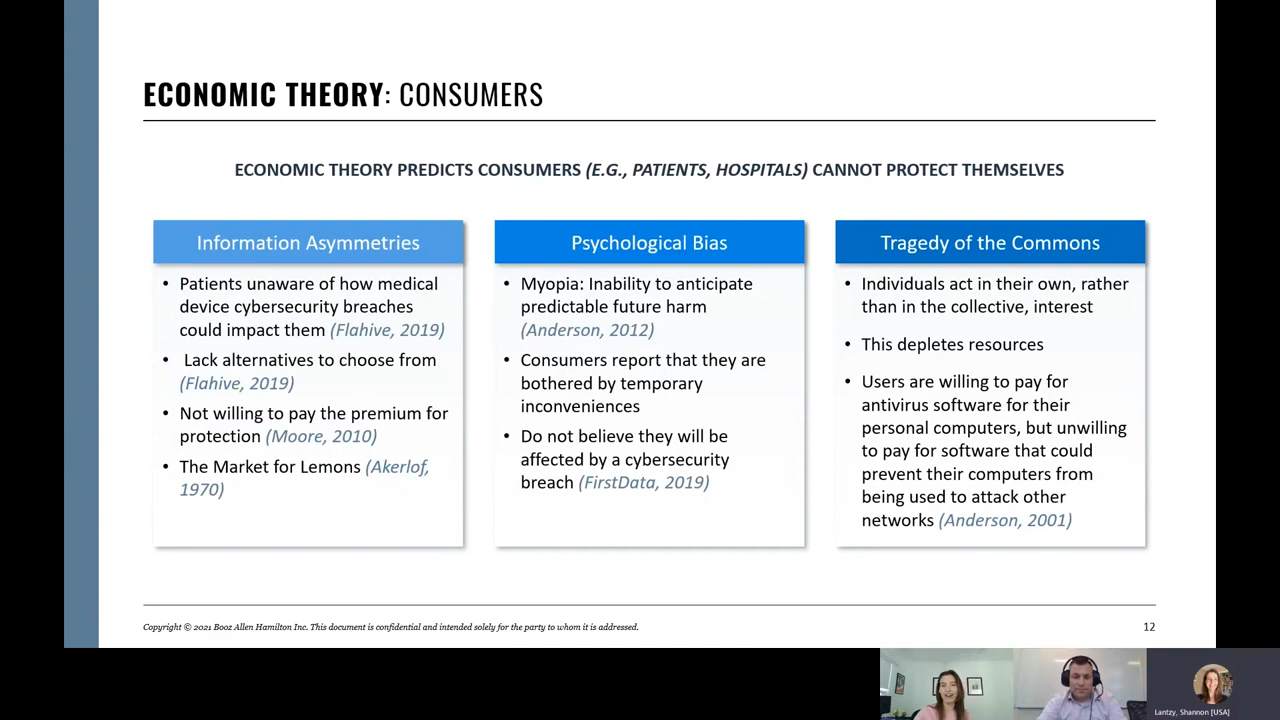 ECONOMIC THEORY: CONSUMERS
ECONOMIC THEORY PREDICTS CONSUMERS (E.G., PATIENTS, HOSPITALS) CANNOT PROTECT THEMSELVES
Information Asymmetries
• Patients unaware of how medical
device cybersecurity breaches
could impact them (Flahive, 2019)
• Lack alternatives to choose from
(Flahive, 2019)
• Not willing to pay the premium for
protection (Moore, 2010)
• The Market for Lemons (Akerlof,
1970)
Psychological Bias
• Myopia: Inability to anticipate
predictable future harm
(Anderson, 2012)
• Consumers report that they are
bothered by temporary
inconveniences
• Do not believe they will be
affected by a cybersecurity
breach (FirstData, 2019)
Tragedy of the Commons
• Individuals act in their own, rather
than in the collective, interest
• This depletes resources
• Users are willing to pay for
antivirus software for their
personal computers, but unwilling
to pay for software that could
prevent their computers from
being used to attack other
networks (Anderson, 2001)
Copyright © 2021 Booz Allen Hamilton Inc. This document is confidential and intended solely for the party to whom it is addressed.
12
Lantzy, Shannon [USA]